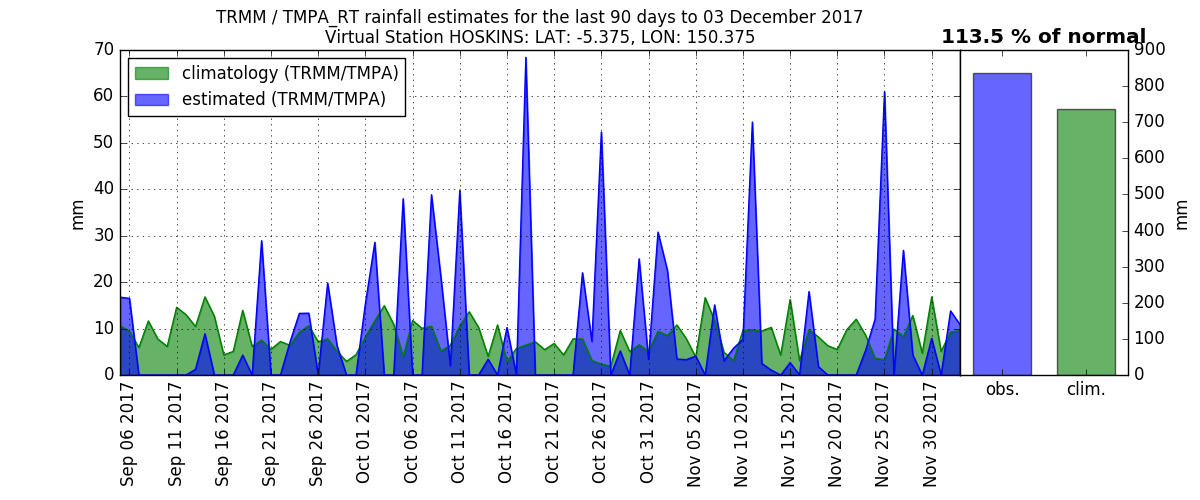 TRMM / TMPA_RT rainfall estimates for the last 90 days to 03 December 2017
Virtual Station HOSKINS: LAT: -5.375, LON: 150.375
113.5 % of normal
climatology (TRMM/TMPA)
estimated (TRMM/TMPA)
70
60
50
40
30
20
10
0
mm
Sep 06 2017
Sep 11 2017
Sep 16 2017
Sep 21 2017
Sep 26 2017
Oct 01 2017
Oct 06 2017
Oct 11 2017
Oct 16 2017
Oct 21 2017
Oct 26 2017
Oct 31 2017
Nov 05 2017
Nov 10 2017
Nov 15 2017
Nov 20 2017
Nov 25 2017
Nov 30 2017
obs.
clim.
900
800
700
600
500
400
300
200
100
0
mm